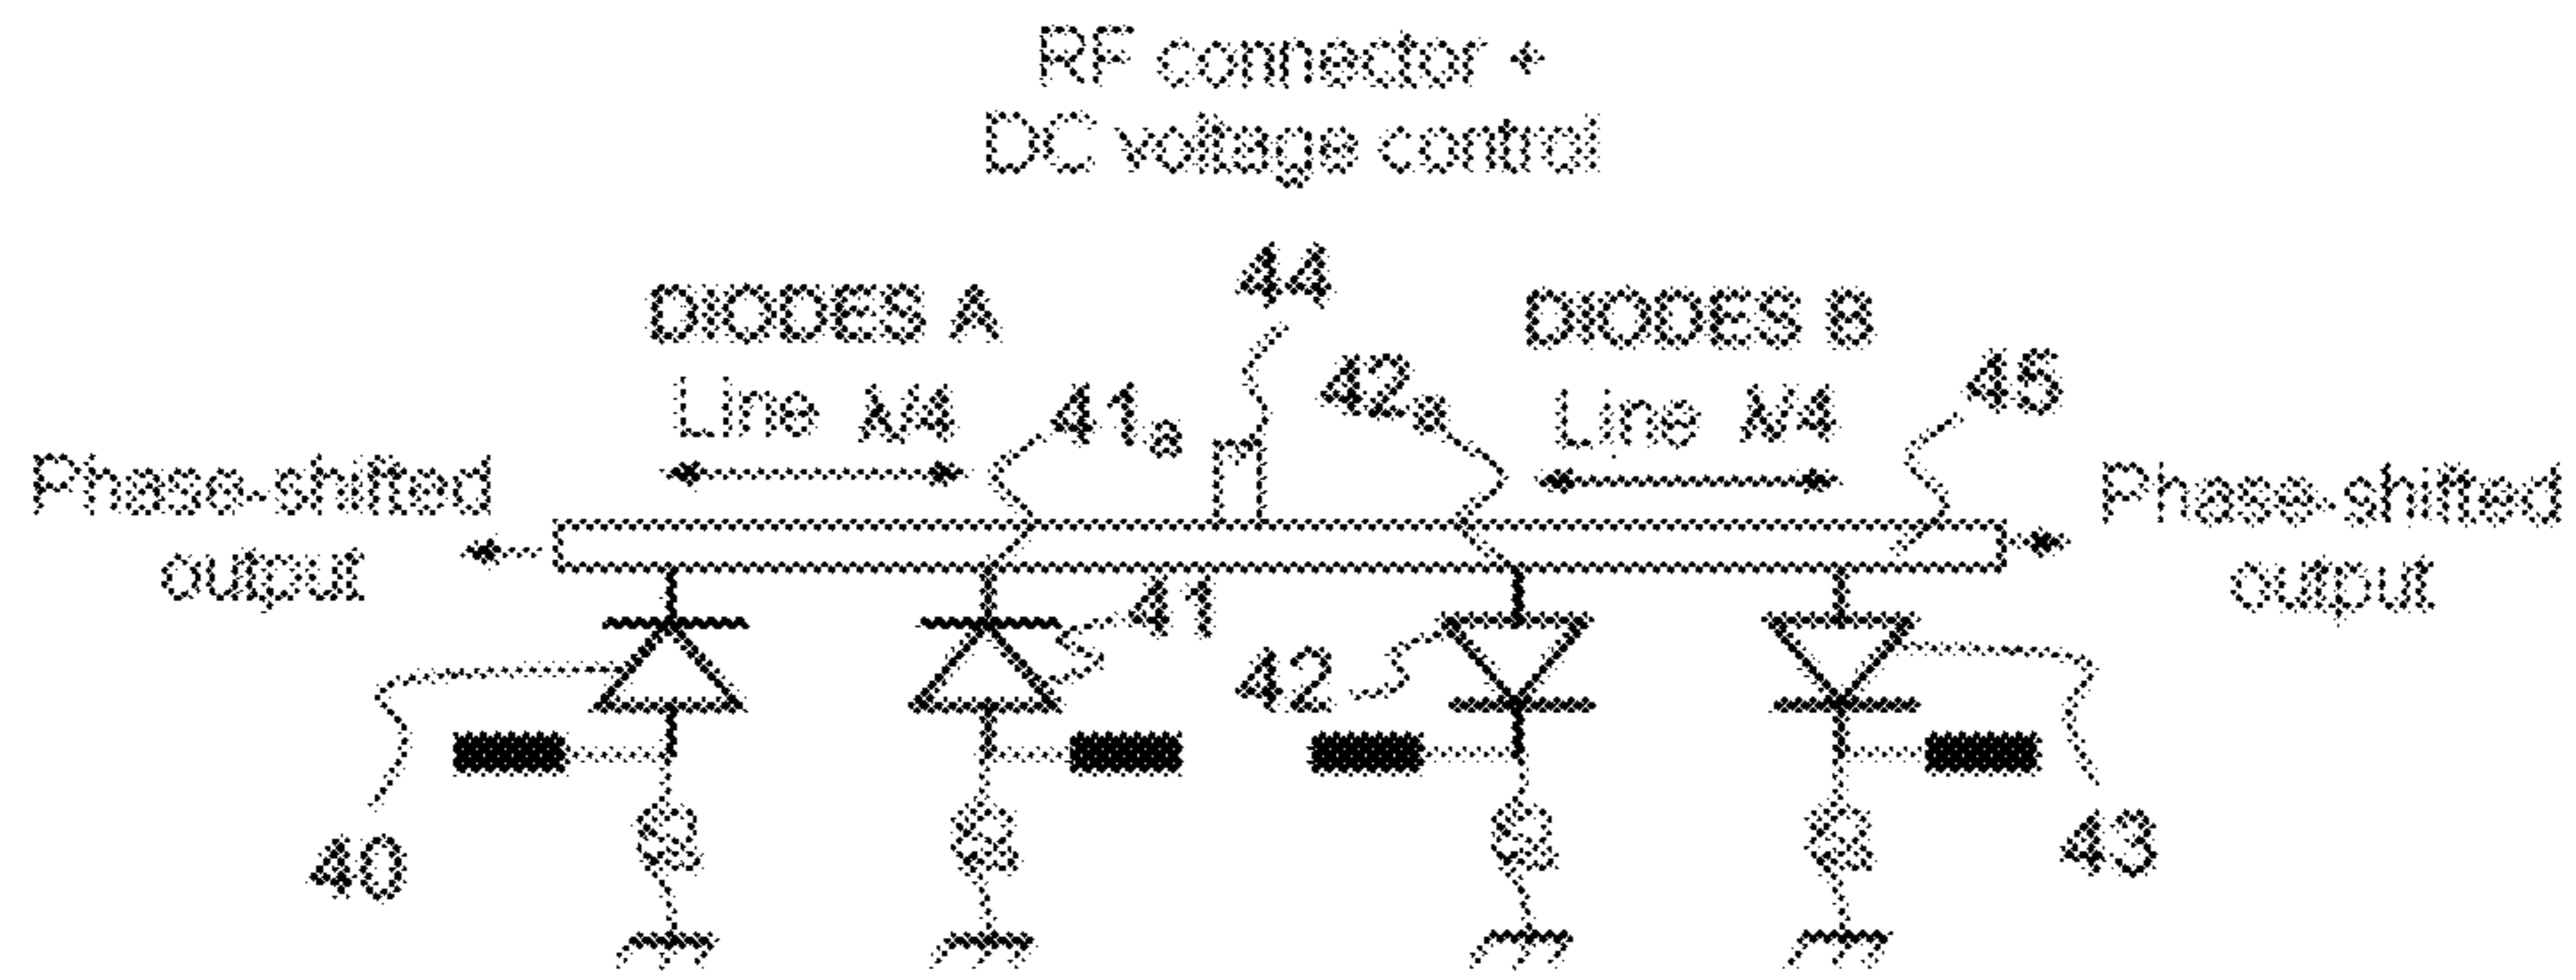 RF connector +
DC voltage control
44
DIODES A
DIODES B
Line λ/4
41a
42a
Line λ/4
45
Phase-shifted
output
Phase-shifted
output
41
42
40
43